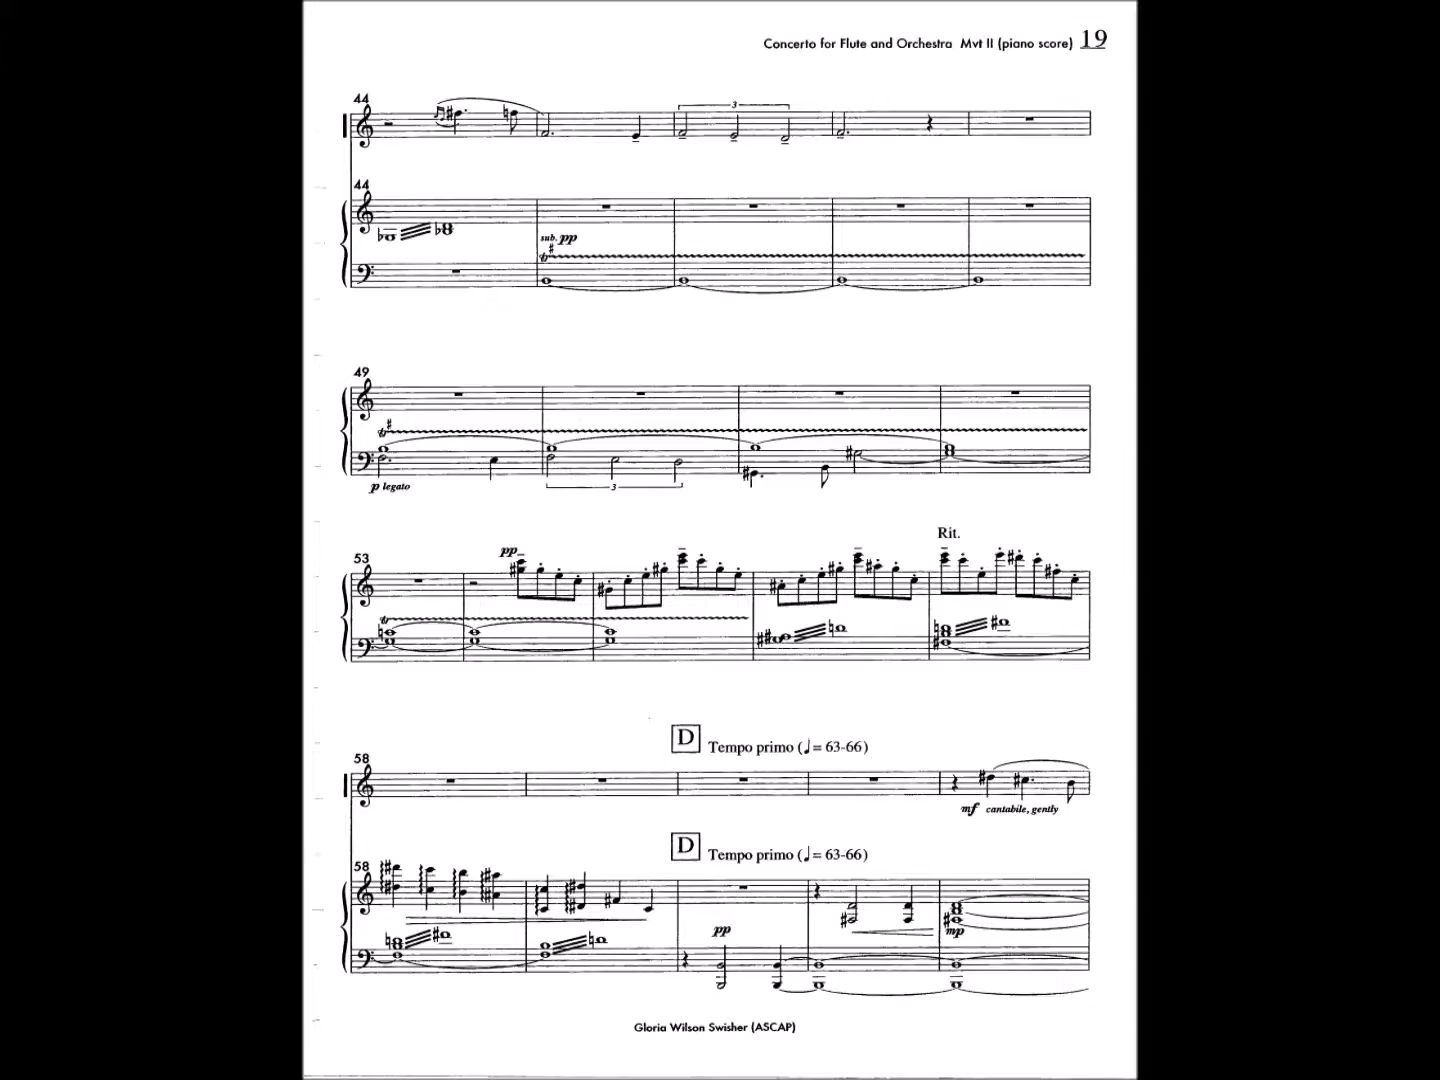 Concerto for Flute and Orchestra Mvt II (piano score) 19
44
3
44
sub. pp
49
p legato
3
Rit.
53
pp
D Tempo primo (♩= 63-66)
58
mf cantabile, gently
D Tempo primo (♩= 63-66)
58
pp
mp
Gloria Wilson Swisher (ASCAP)